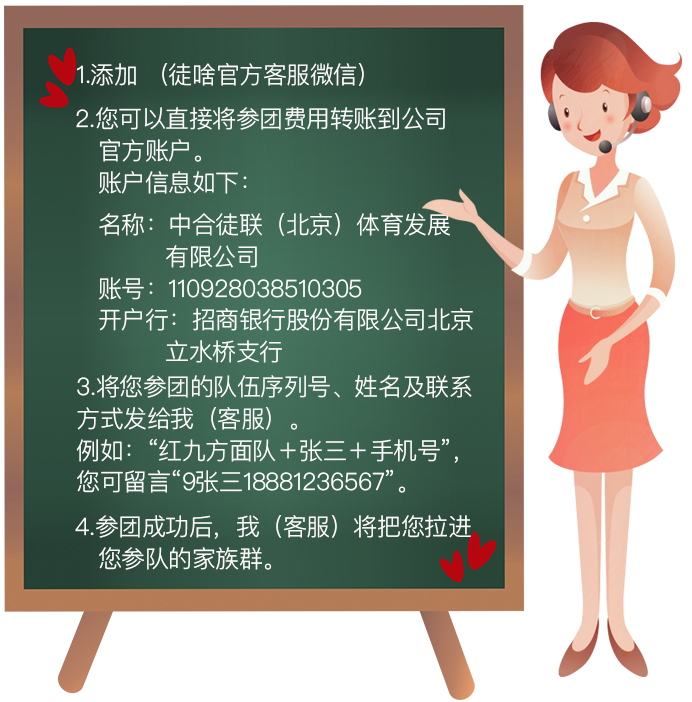 1.添加 （徒啥官方客服微信）
2.您可以直接将参团费用转账到公司
官方账户。
账户信息如下：
名称：中合徒联（北京）体育发展
有限公司
账号：110928038510305
开户行：招商银行股份有限公司北京
立水桥支行
3.将您参团的队伍序列号、姓名及联系
方式发给我（客服）。
例如：“红九方面队＋张三＋手机号”，
您可留言“9张三18881236567”。
4.参团成功后，我（客服）将把您拉进
您参队的家族群。